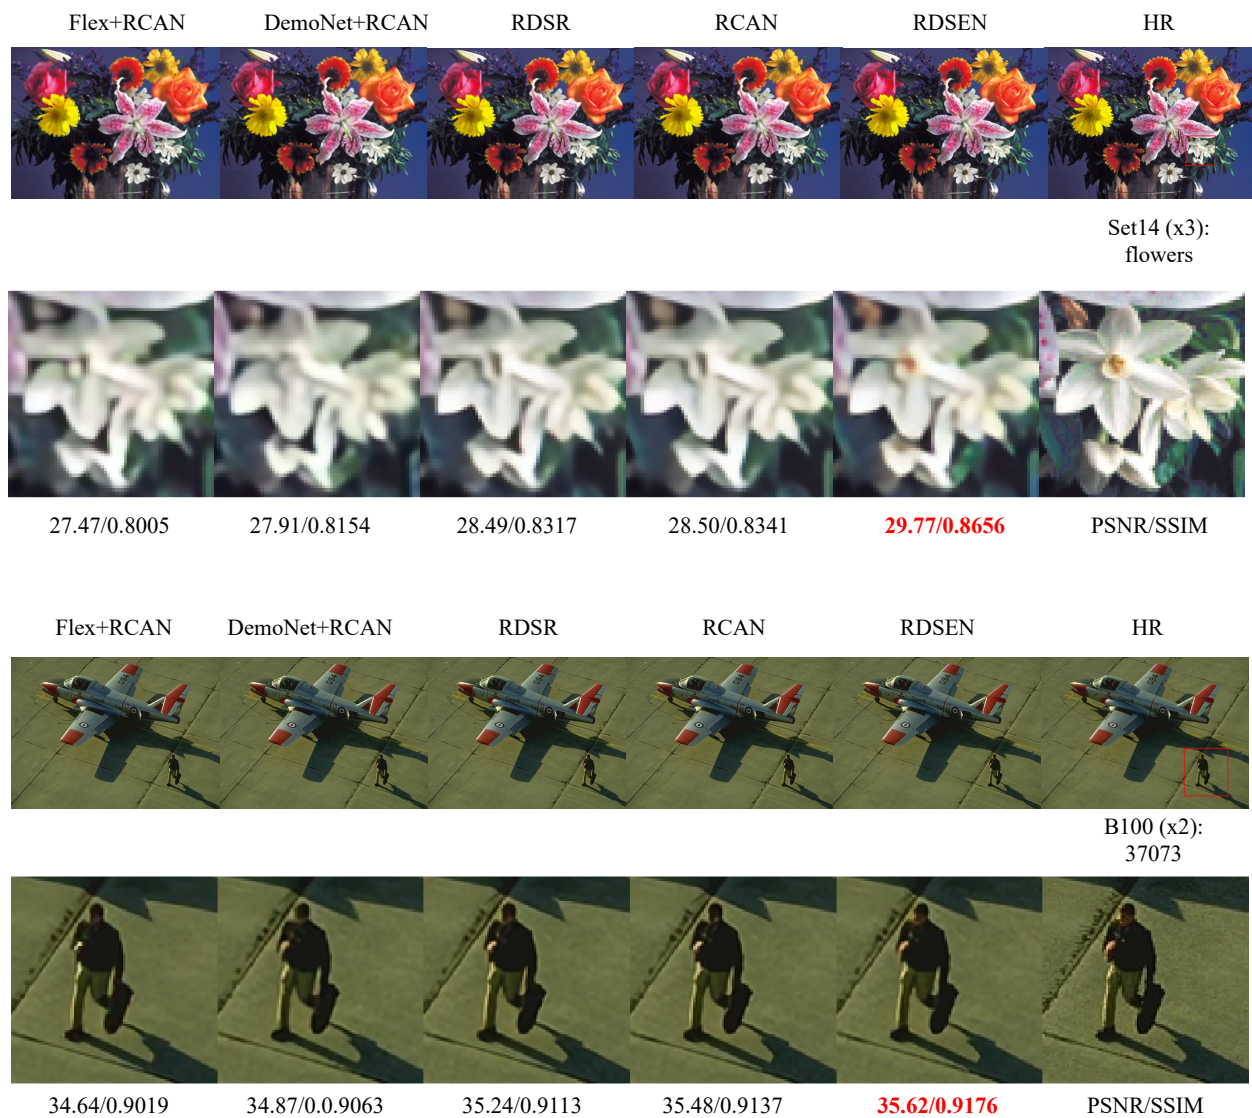 Flex+RCAN DemoNet+RCAN RDSR RCAN RDSEN HR
Set14 (x3):
flowers
27.47/0.8005 27.91/0.8154 28.49/0.8317 28.50/0.8341 29.77/0.8656 PSNR/SSIM
Flex+RCAN DemoNet+RCAN RDSR RCAN RDSEN HR
B100 (x2):
37073
34.64/0.9019 34.87/0.0.9063 35.24/0.9113 35.48/0.9137 35.62/0.9176 PSNR/SSIM